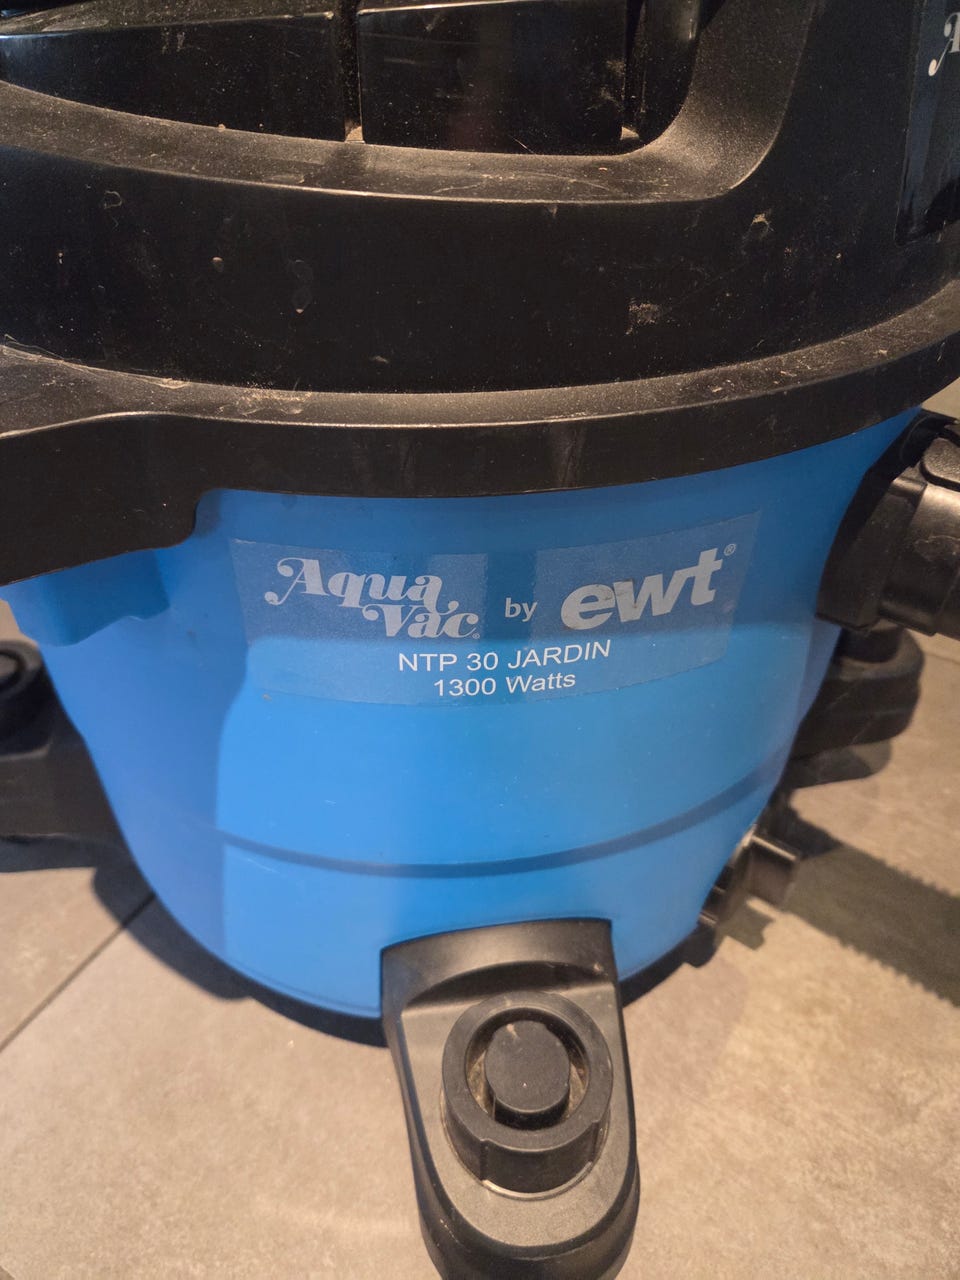 Aqua Vac® by ewt®
NTP 30 JARDIN
1300 Watts